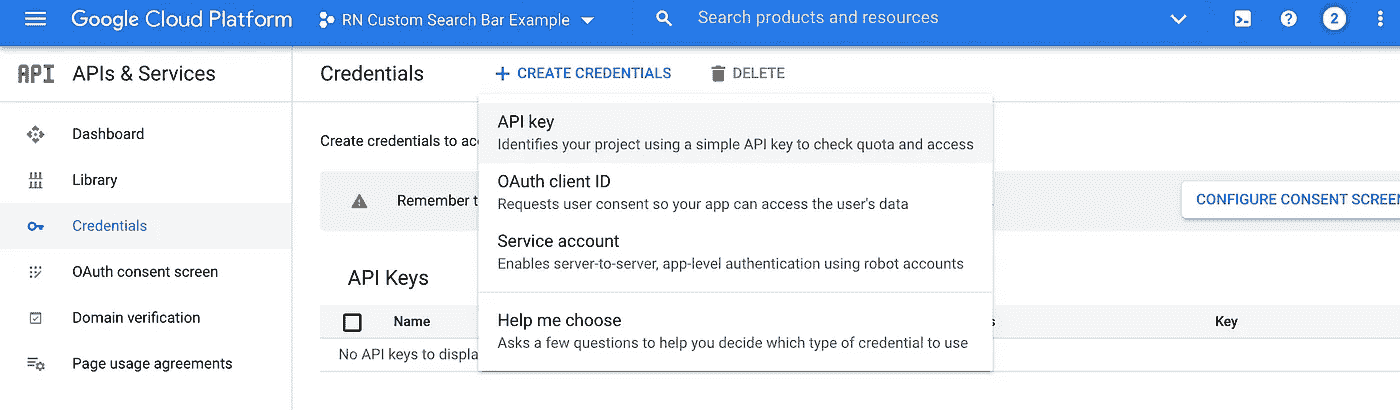 Google Cloud Platform
RN Custom Search Bar Example
Search products and resources
2
API
APIs & Services
Credentials
+ CREATE CREDENTIALS
DELETE
Dashboard
Library
Credentials
OAuth consent screen
Domain verification
Page usage agreements
Create credentials to
Remember
CONFIGURE CONSENT
API Keys
Name
Key
No API keys to
API key
Identifies your project using a simple API key to check quota and access
OAuth client ID
Requests user consent so your app can access the user's data
Service account
Enables server-to-server, app-level authentication using robot accounts
Help me choose
Asks a few questions to help you decide which type of credential to use